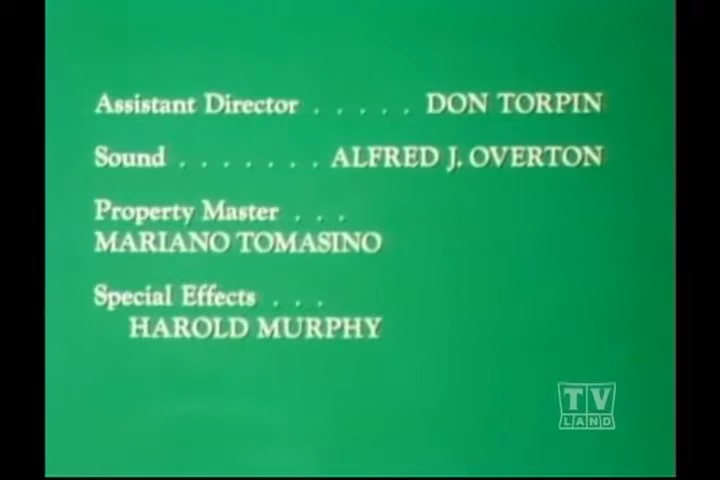 Assistant Director . . . . . DON TORPIN
Sound . . . . . . . ALFRED J. OVERTON
Property Master . . .
MARIANO TOMASINO
Special Effects . . .
HAROLD MURPHY
TV
LAND